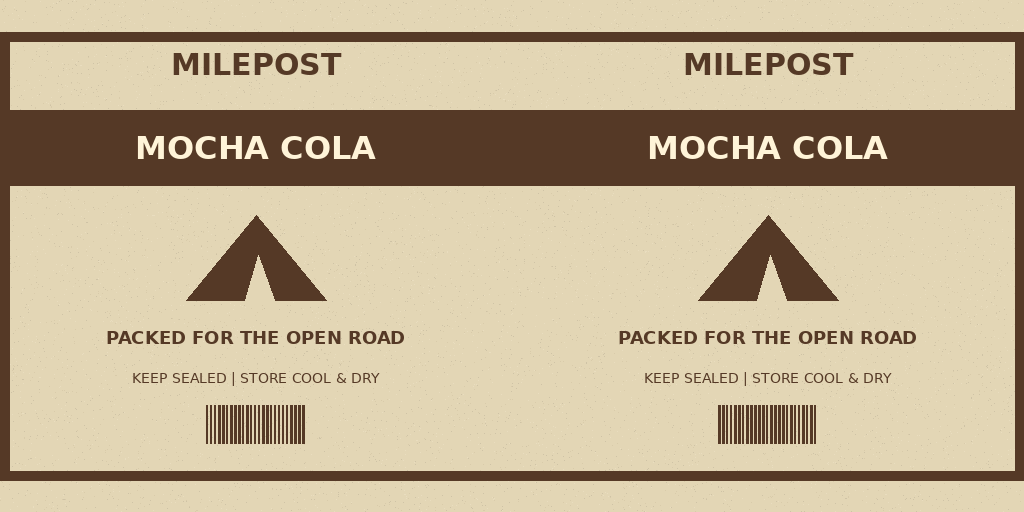 MILEPOST
MOCHA COLA
PACKED FOR THE OPEN ROAD
KEEP SEALED | STORE COOL & DRY
MILEPOST
MOCHA COLA
PACKED FOR THE OPEN ROAD
KEEP SEALED | STORE COOL & DRY